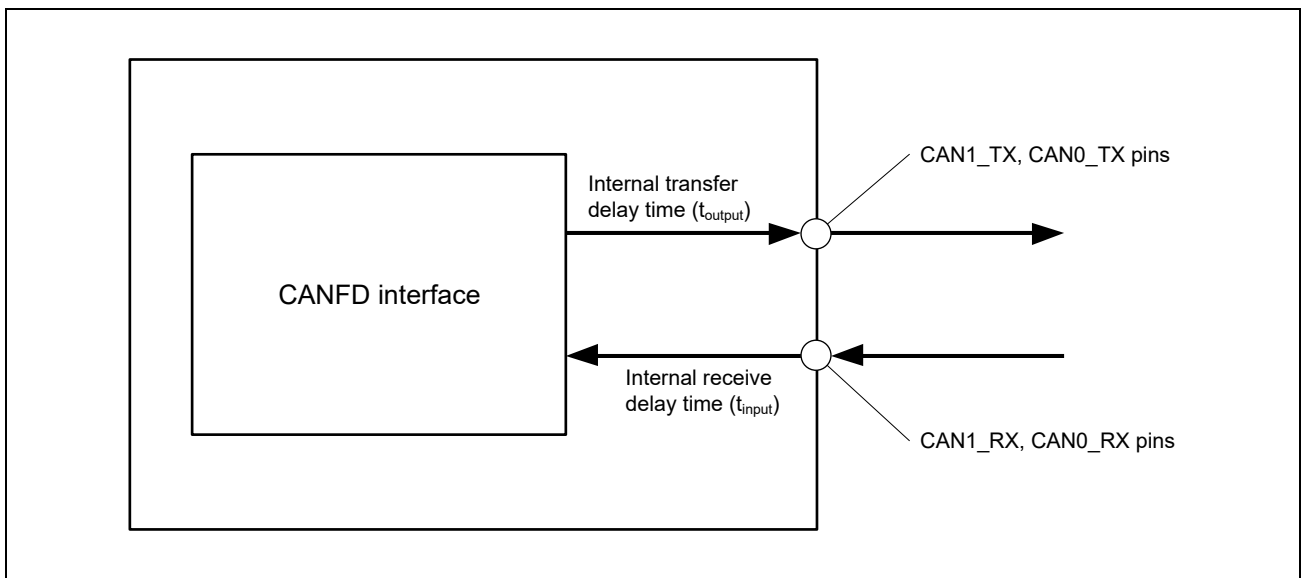 CAN1_TX, CAN0_TX pins
Internal transfer
delay time (toutput)
CANFD interface
Internal receive
delay time (tinput)
CAN1_RX, CAN0_RX pins